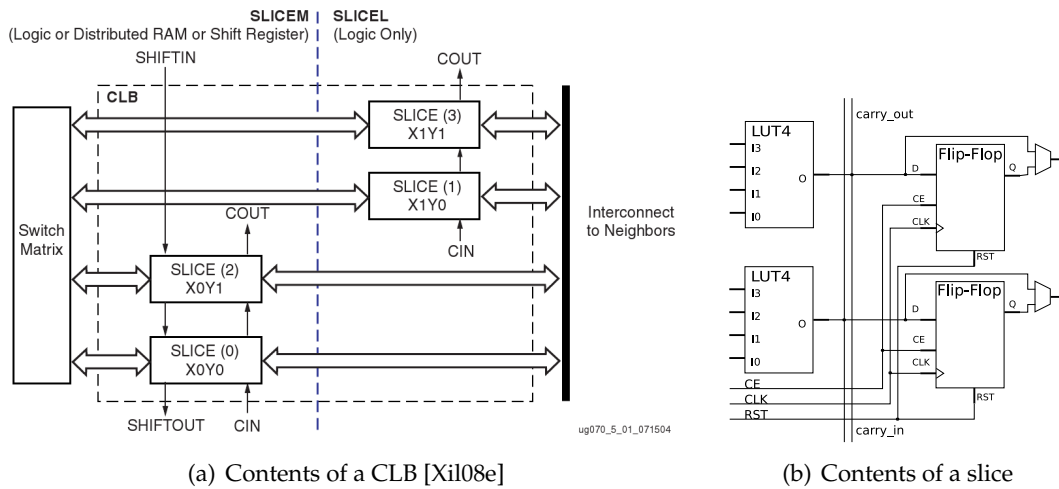 SLICEM
SLICEL
(Logic or Distributed RAM or Shift Register)
(Logic Only)
SHIFTIN
COUT
CLB
SLICE (3)
X1Y1
SLICE (1)
X1Y0
COUT
CIN
Switch
Matrix
Interconnect
to Neighbors
SLICE (2)
X0Y1
SLICE (0)
X0Y0
SHIFTOUT
CIN
ug070_5_01_071504
(a) Contents of a CLB [Xil08e]
carry_out
LUT4
I3
I2
I1
I0
O
Flip-Flop
D
Q
CE
CLK
RST
LUT4
I3
I2
I1
I0
O
Flip-Flop
D
Q
CE
CLK
RST
CE
CLK
RST
carry_in
(b) Contents of a slice